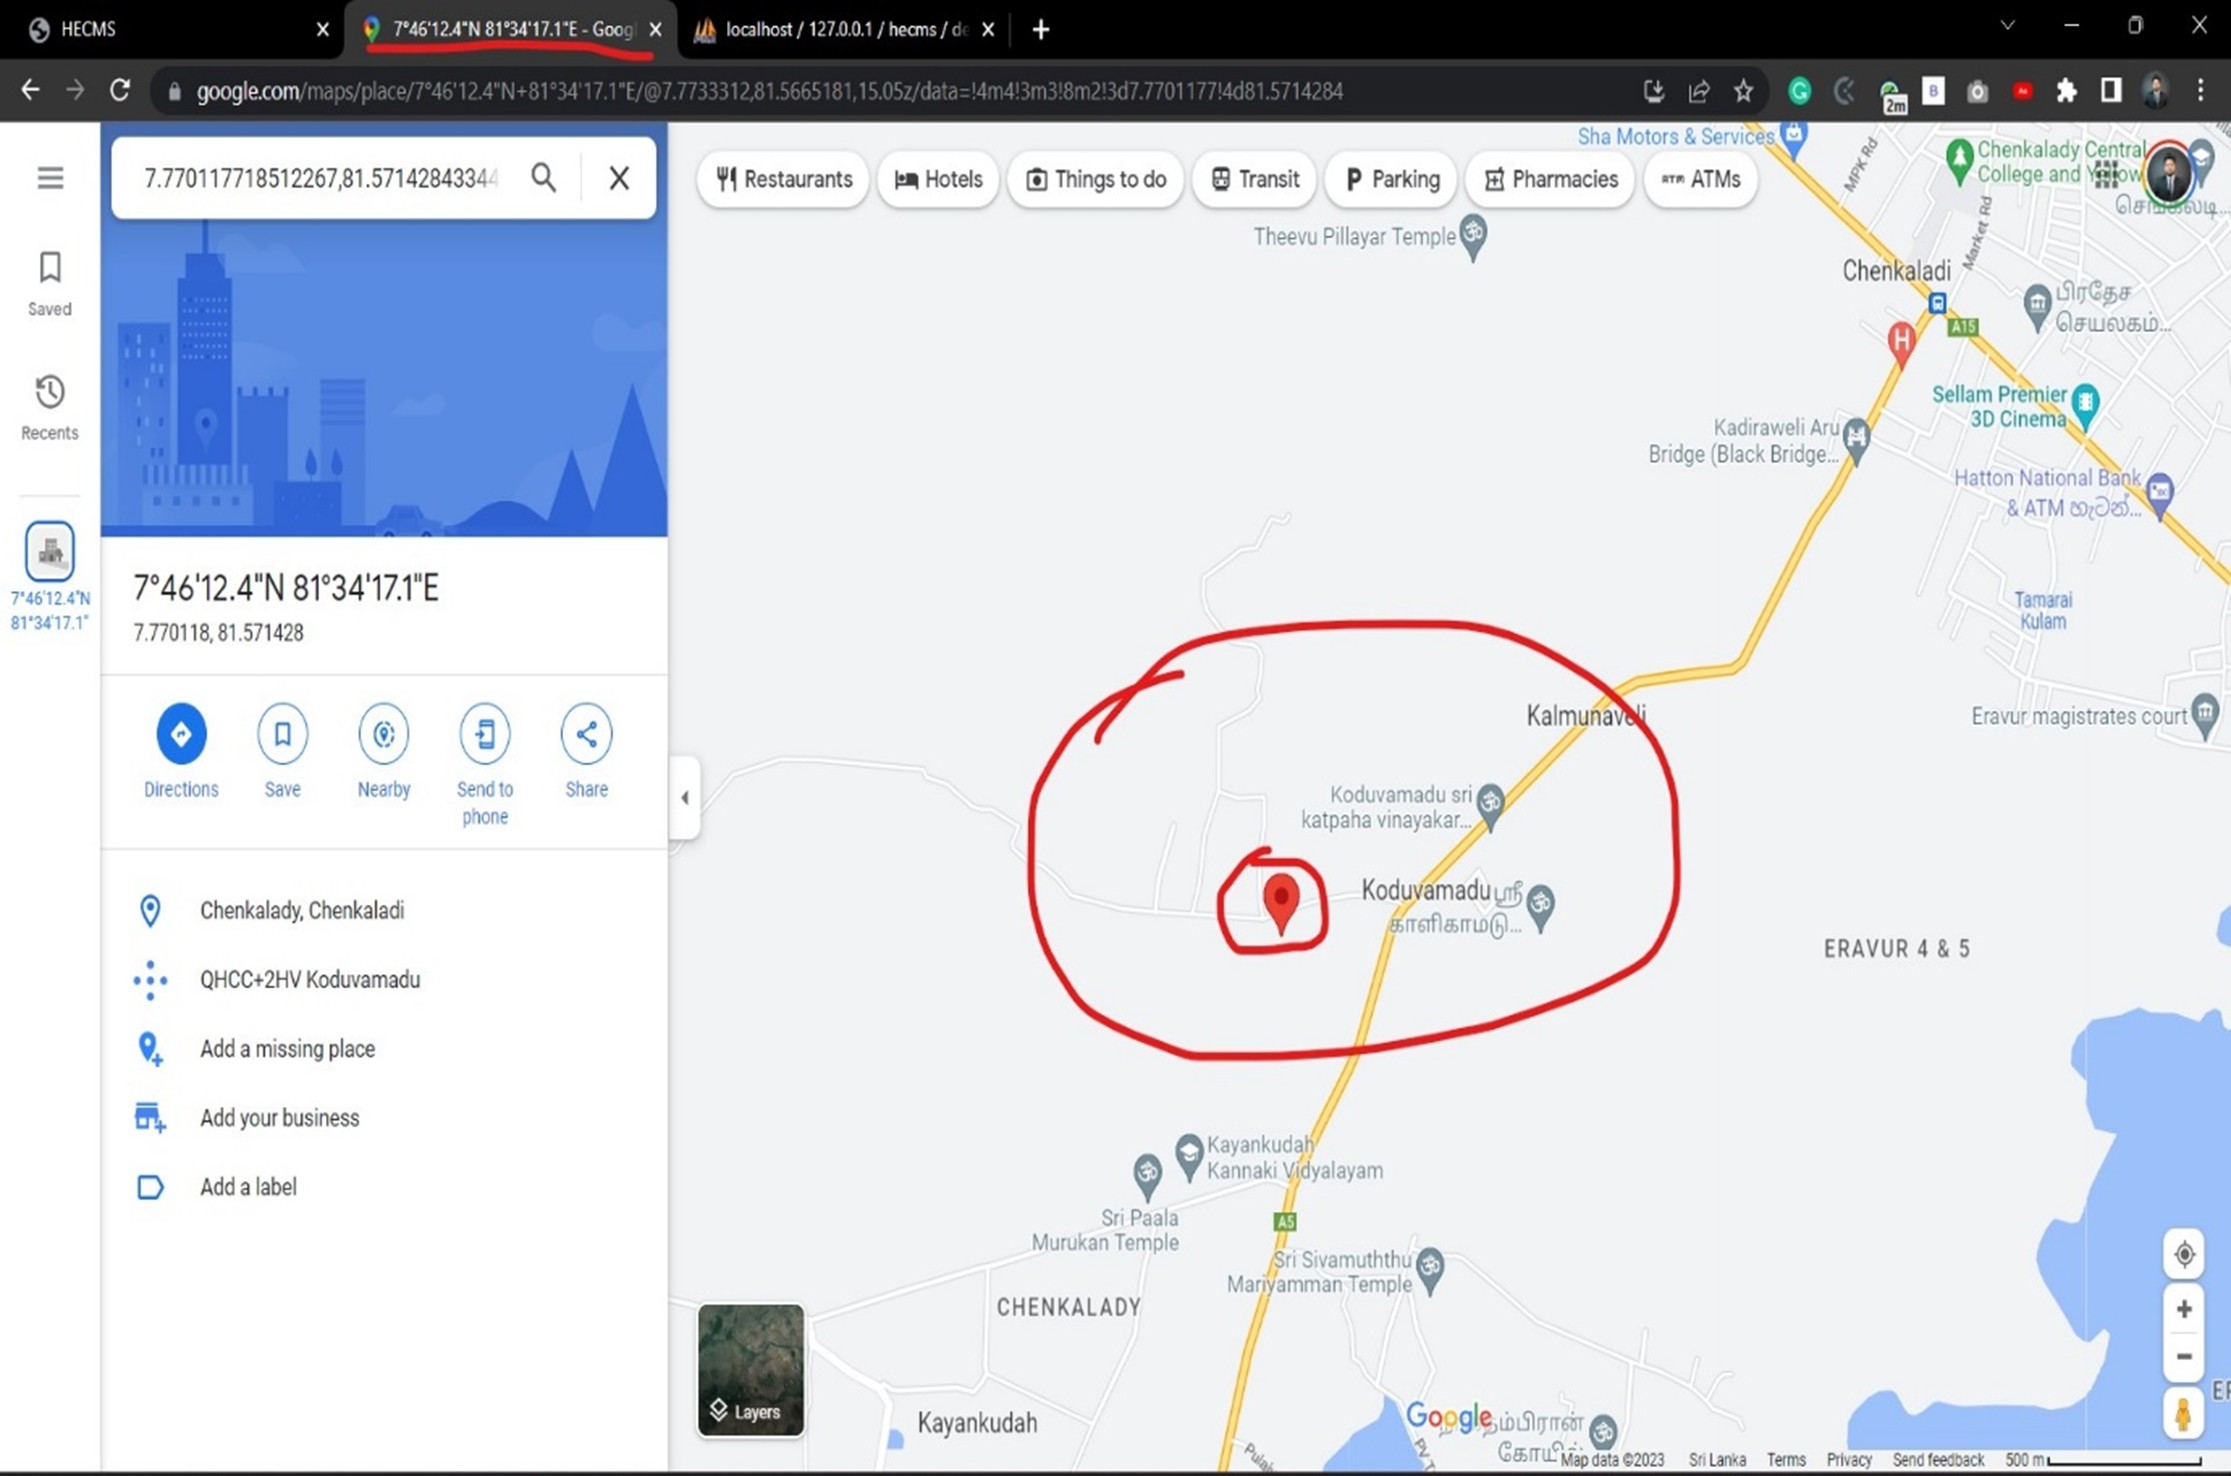 HECMS
7°46'12.4"N 81°34'17.1"E - Goog
localhost / 127.0.0.1 / hecms / de
google.com/maps/place/7°46'12.4"N+81°34'17.1"E/@7.7733312,81.5665181,15.05z/data=!4m4!3m3!8m2!3d7.7701177!4d81.5714284
2m
7.770117718512267,81.57142843344
Saved
Recents
7°46'12.4"N
81°34'17.1"
7°46'12.4"N 81°34'17.1"E
7.770118, 81.571428
Directions
Save
Nearby
Send to
phone
Share
Chenkalady, Chenkaladi
QHCC+2HV Koduvamadu
Add a missing place
Add your business
Add a label
Restaurants
Hotels
Things to do
Transit
Parking
Pharmacies
ATMs
Sha Motors & Services
MPK Rd
Market Rd
Chenkalady Central
College and
Theevu Pillayar Temple
Chenkaladi
பிரதேச
செயலகம்...
A15
H
Sellam Premier
3D Cinema
Kadiraweli Aru
Bridge (Black Bridge...
Hatton National Bank
& ATM හැටන්...
Tamarai
Kulam
Kalmunaveli
Eravur magistrates court
Koduvamadu sri
katpaha vinayakar...
Koduvamadu
ஸ்ரீ
காளிகாமடு...
ERAVUR 4 & 5
Kayankudah
Kannaki Vidyalayam
Sri Paala
Murukan Temple
A5
Sri Sivamuththu
Mariyamman Temple
CHENKALADY
Kayankudah
Layers
Google
Map data ©2023
Sri Lanka
Terms
Privacy
Send feedback
500 m